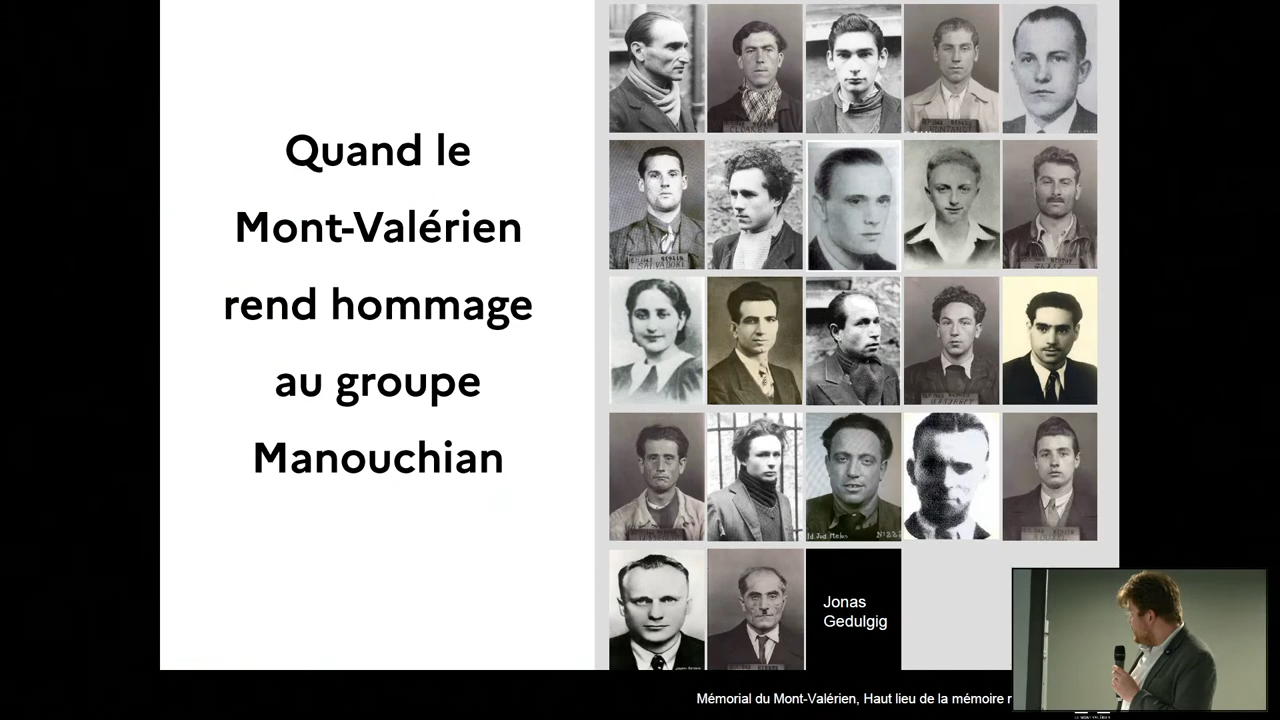 Quand le
Mont-Valérien
rend hommage
au groupe
Manouchian
SALVADORI
Jonas
Gedulgig
Mémorial du Mont-Valérien, Haut lieu de la mémoire